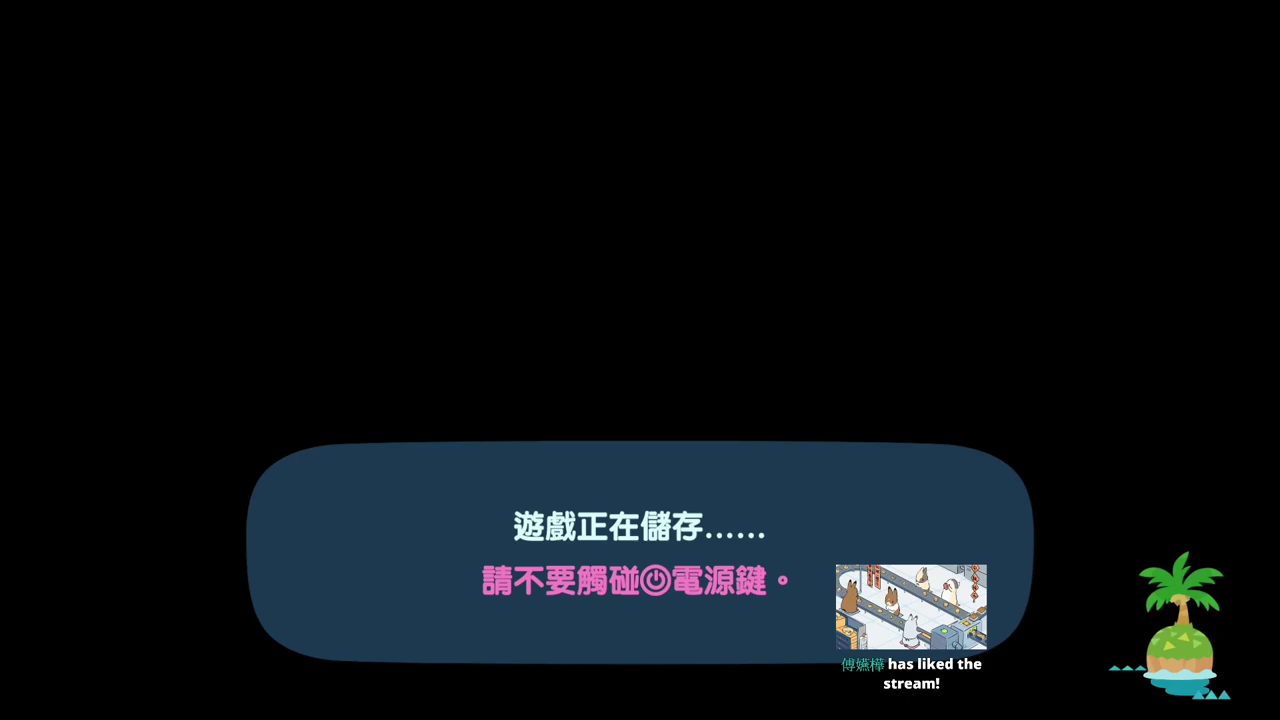 遊戲正在儲存……
請不要觸碰⏻電源鍵。
傅嬿樺 has liked the
stream!